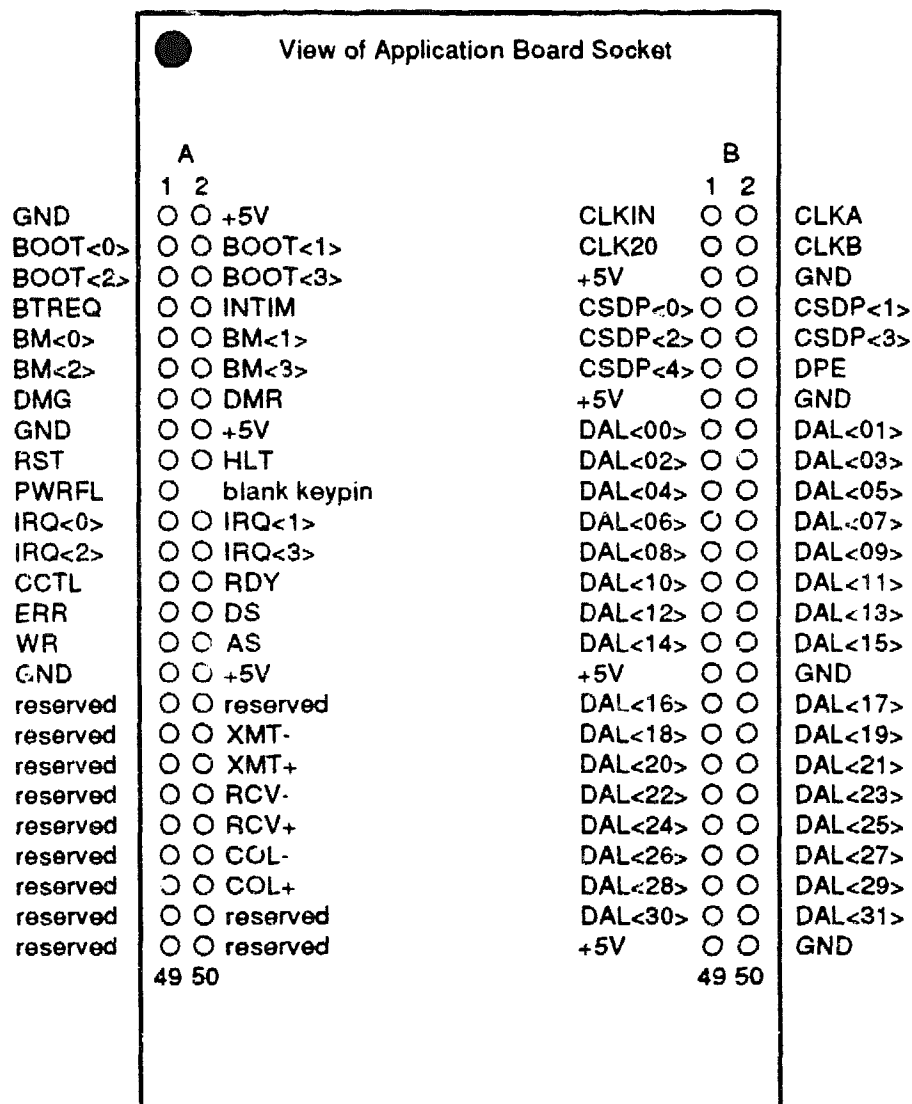 View of Application Board Socket
A B
1 2 1 2
GND +5V CLKIN CLKA
BOOT<0> BOOT<1> CLK20 CLKB
BOOT<2> BOOT<3> +5V GND
BTREQ INTIM CSDP<0> CSDP<1>
BM<0> BM<1> CSDP<2> CSDP<3>
BM<2> BM<3> CSDP<4> DPE
DMG DMR +5V GND
GND +5V DAL<00> DAL<01>
RST HLT DAL<02> DAL<03>
PWRFL blank keypin DAL<04> DAL<05>
IRQ<0> IRQ<1> DAL<06> DAL<07>
IRQ<2> IRQ<3> DAL<08> DAL<09>
CCTL RDY DAL<10> DAL<11>
ERR DS DAL<12> DAL<13>
WR AS DAL<14> DAL<15>
GND +5V +5V GND
reserved reserved DAL<16> DAL<17>
reserved XMT- DAL<18> DAL<19>
reserved XMT+ DAL<20> DAL<21>
reserved RCV- DAL<22> DAL<23>
reserved RCV+ DAL<24> DAL<25>
reserved COL- DAL<26> DAL<27>
reserved COL+ DAL<28> DAL<29>
reserved reserved DAL<30> DAL<31>
reserved reserved +5V GND
49 50 49 50